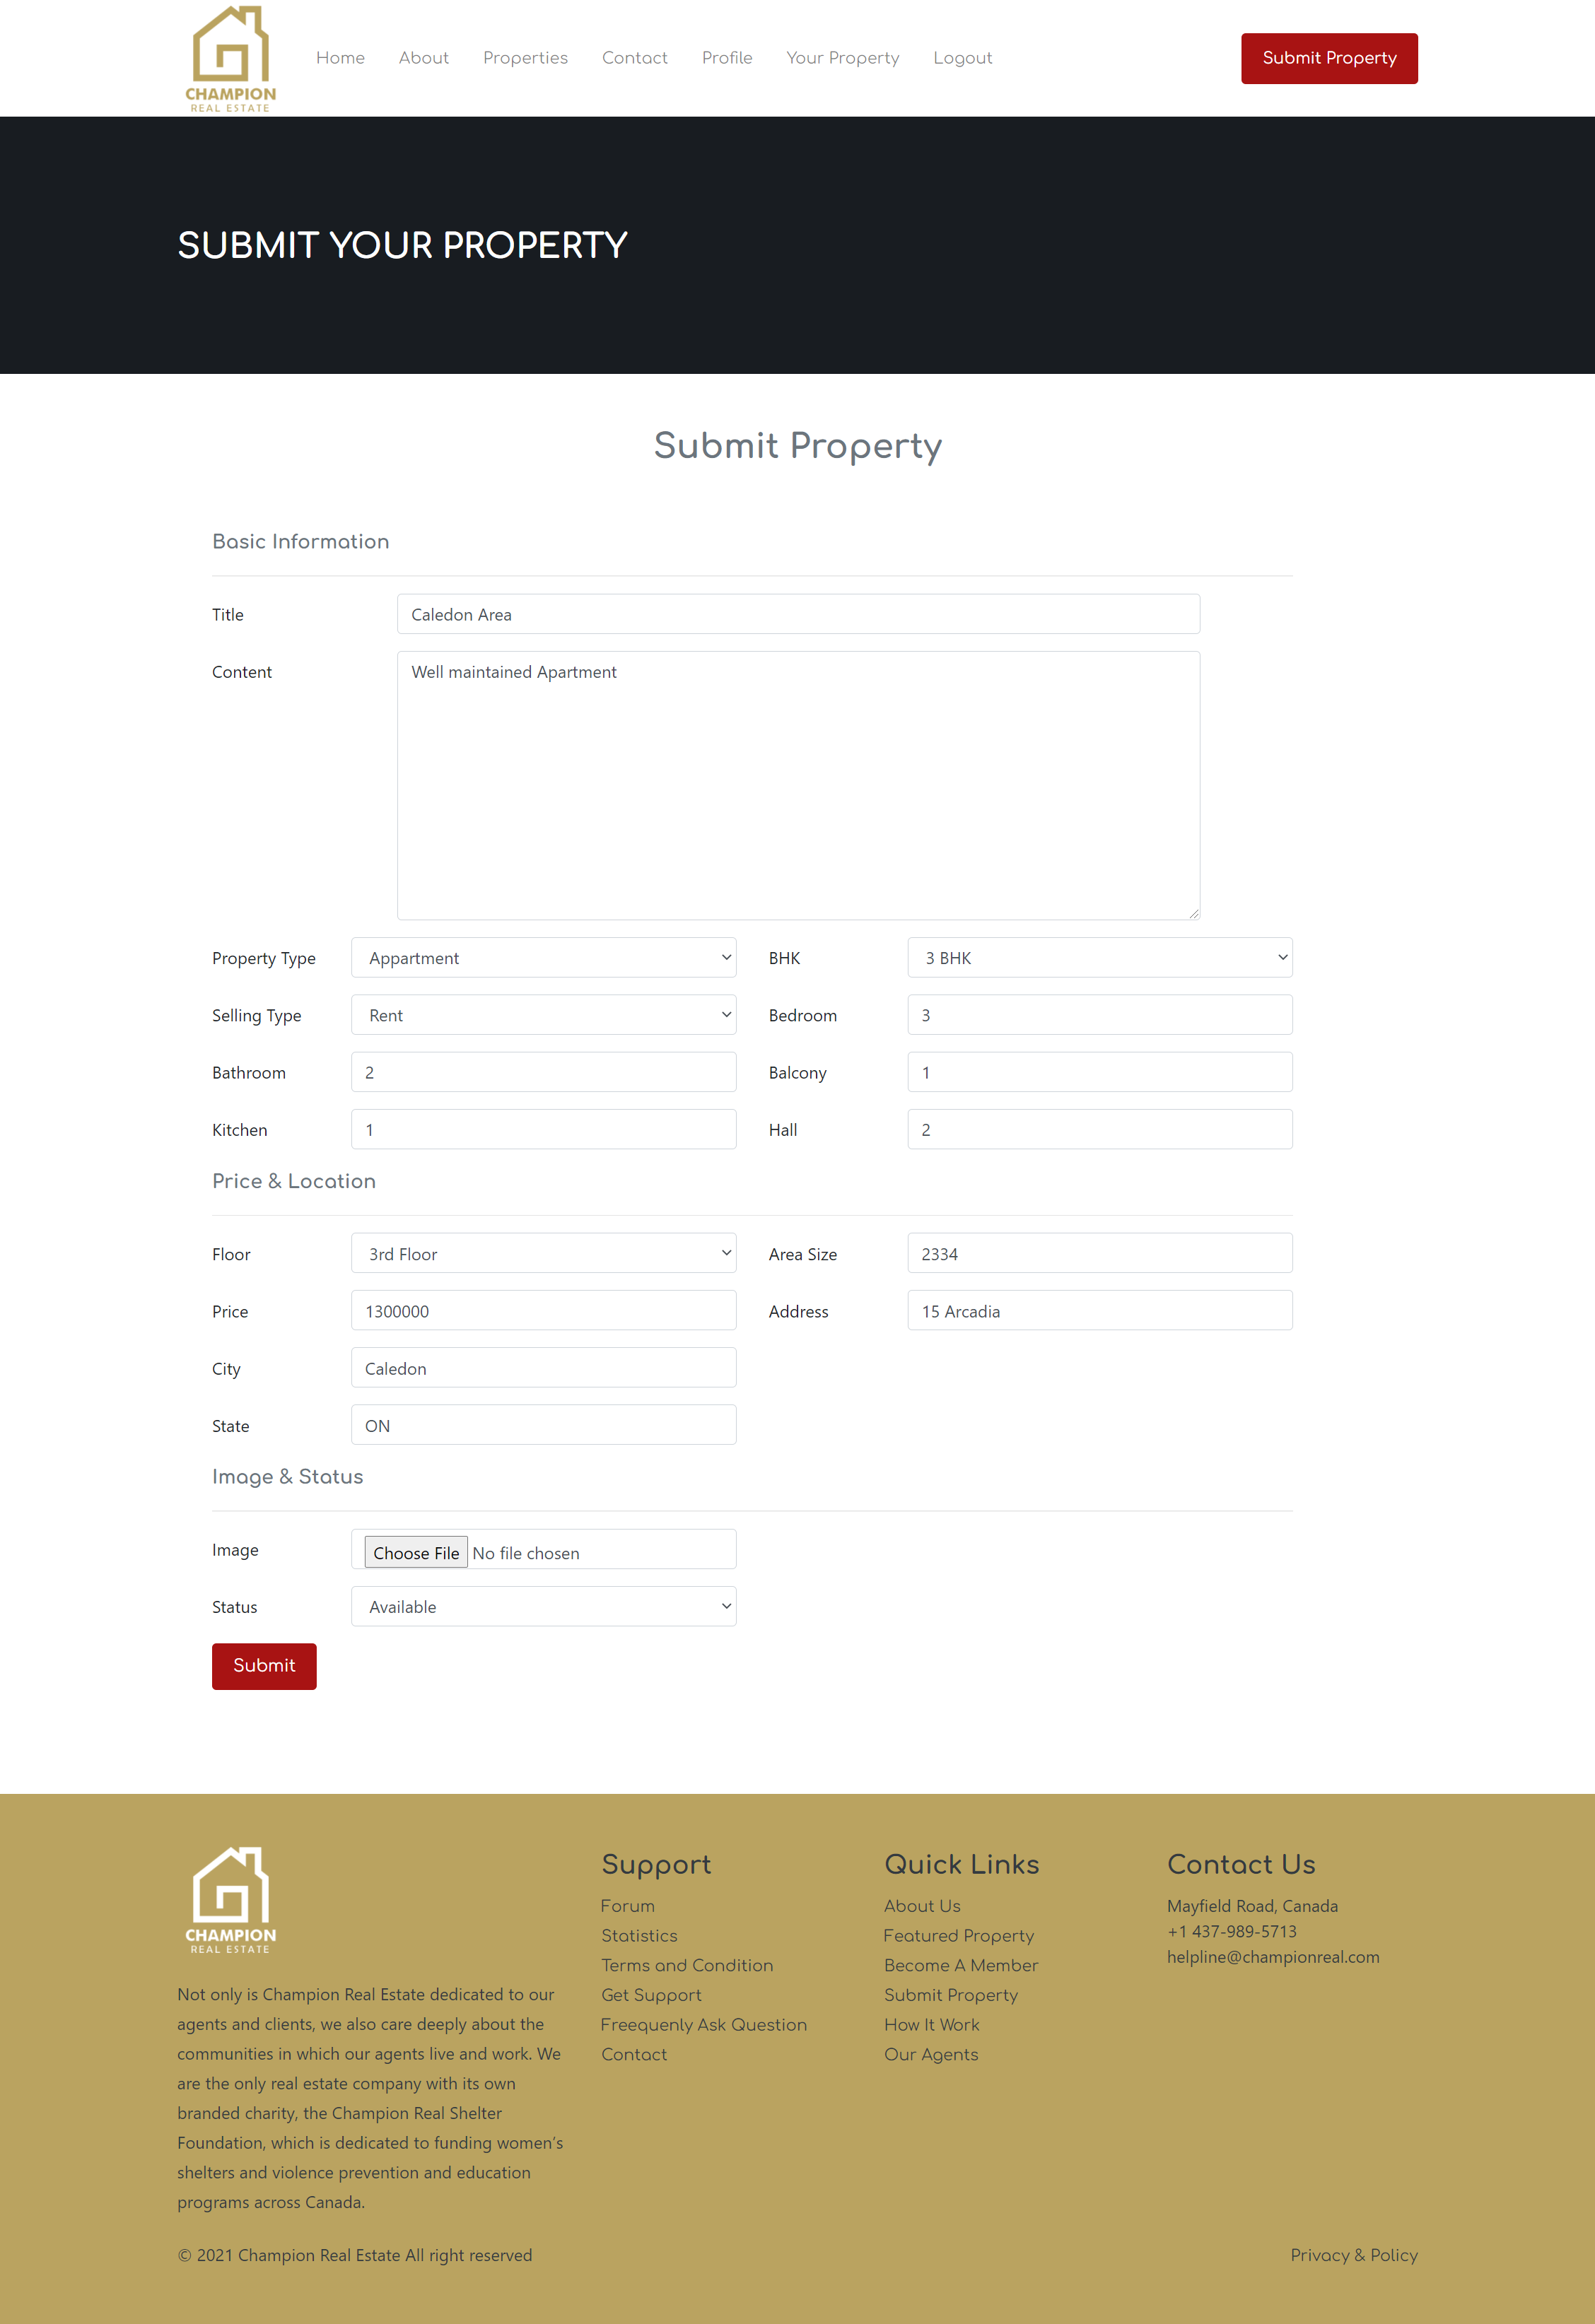 CHAMPION
REAL ESTATE
Home About Properties Contact Profile Your Property Logout Submit Property
SUBMIT YOUR PROPERTY
Submit Property
Basic Information
Title Caledon Area
Content Well maintained Apartment
Property Type Appartment BHK 3 BHK
Selling Type Rent Bedroom 3
Bathroom 2 Balcony 1
Kitchen 1 Hall 2
Price & Location
Floor 3rd Floor Area Size 2334
Price 1300000 Address 15 Arcadia
City Caledon
State ON
Image & Status
Image Choose File No file chosen
Status Available
Submit
CHAMPION
REAL ESTATE
Not only is Champion Real Estate dedicated to our
agents and clients, we also care deeply about the
communities in which our agents live and work. We
are the only real estate company with its own
branded charity, the Champion Real Shelter
Foundation, which is dedicated to funding women's
shelters and violence prevention and education
programs across Canada.
Support
Forum
Statistics
Terms and Condition
Get Support
Freequenly Ask Question
Contact
Quick Links
About Us
Featured Property
Become A Member
Submit Property
How It Work
Our Agents
Contact Us
Mayfield Road, Canada
+1 437-989-5713
helpline@championreal.com
© 2021 Champion Real Estate All right reserved
Privacy & Policy